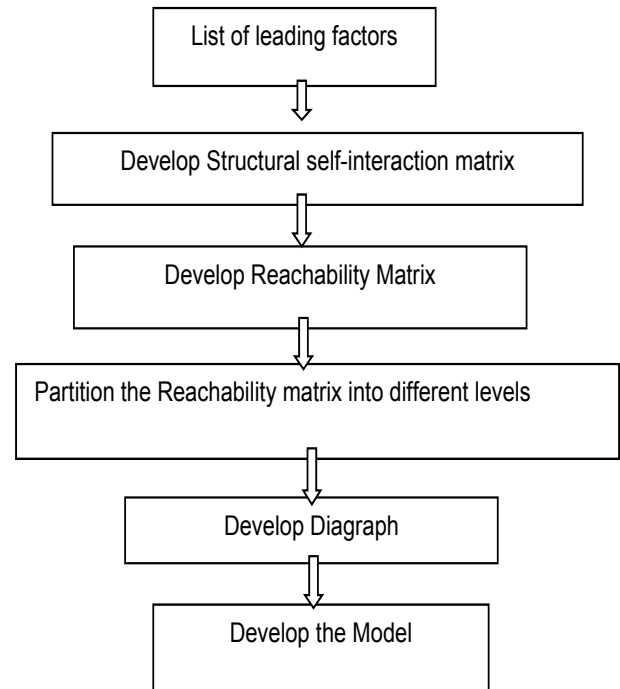 List of leading factors
Develop Structural self-interaction matrix
Develop Reachability Matrix
Partition the Reachability matrix into different levels
Develop Diagraph
Develop the Model